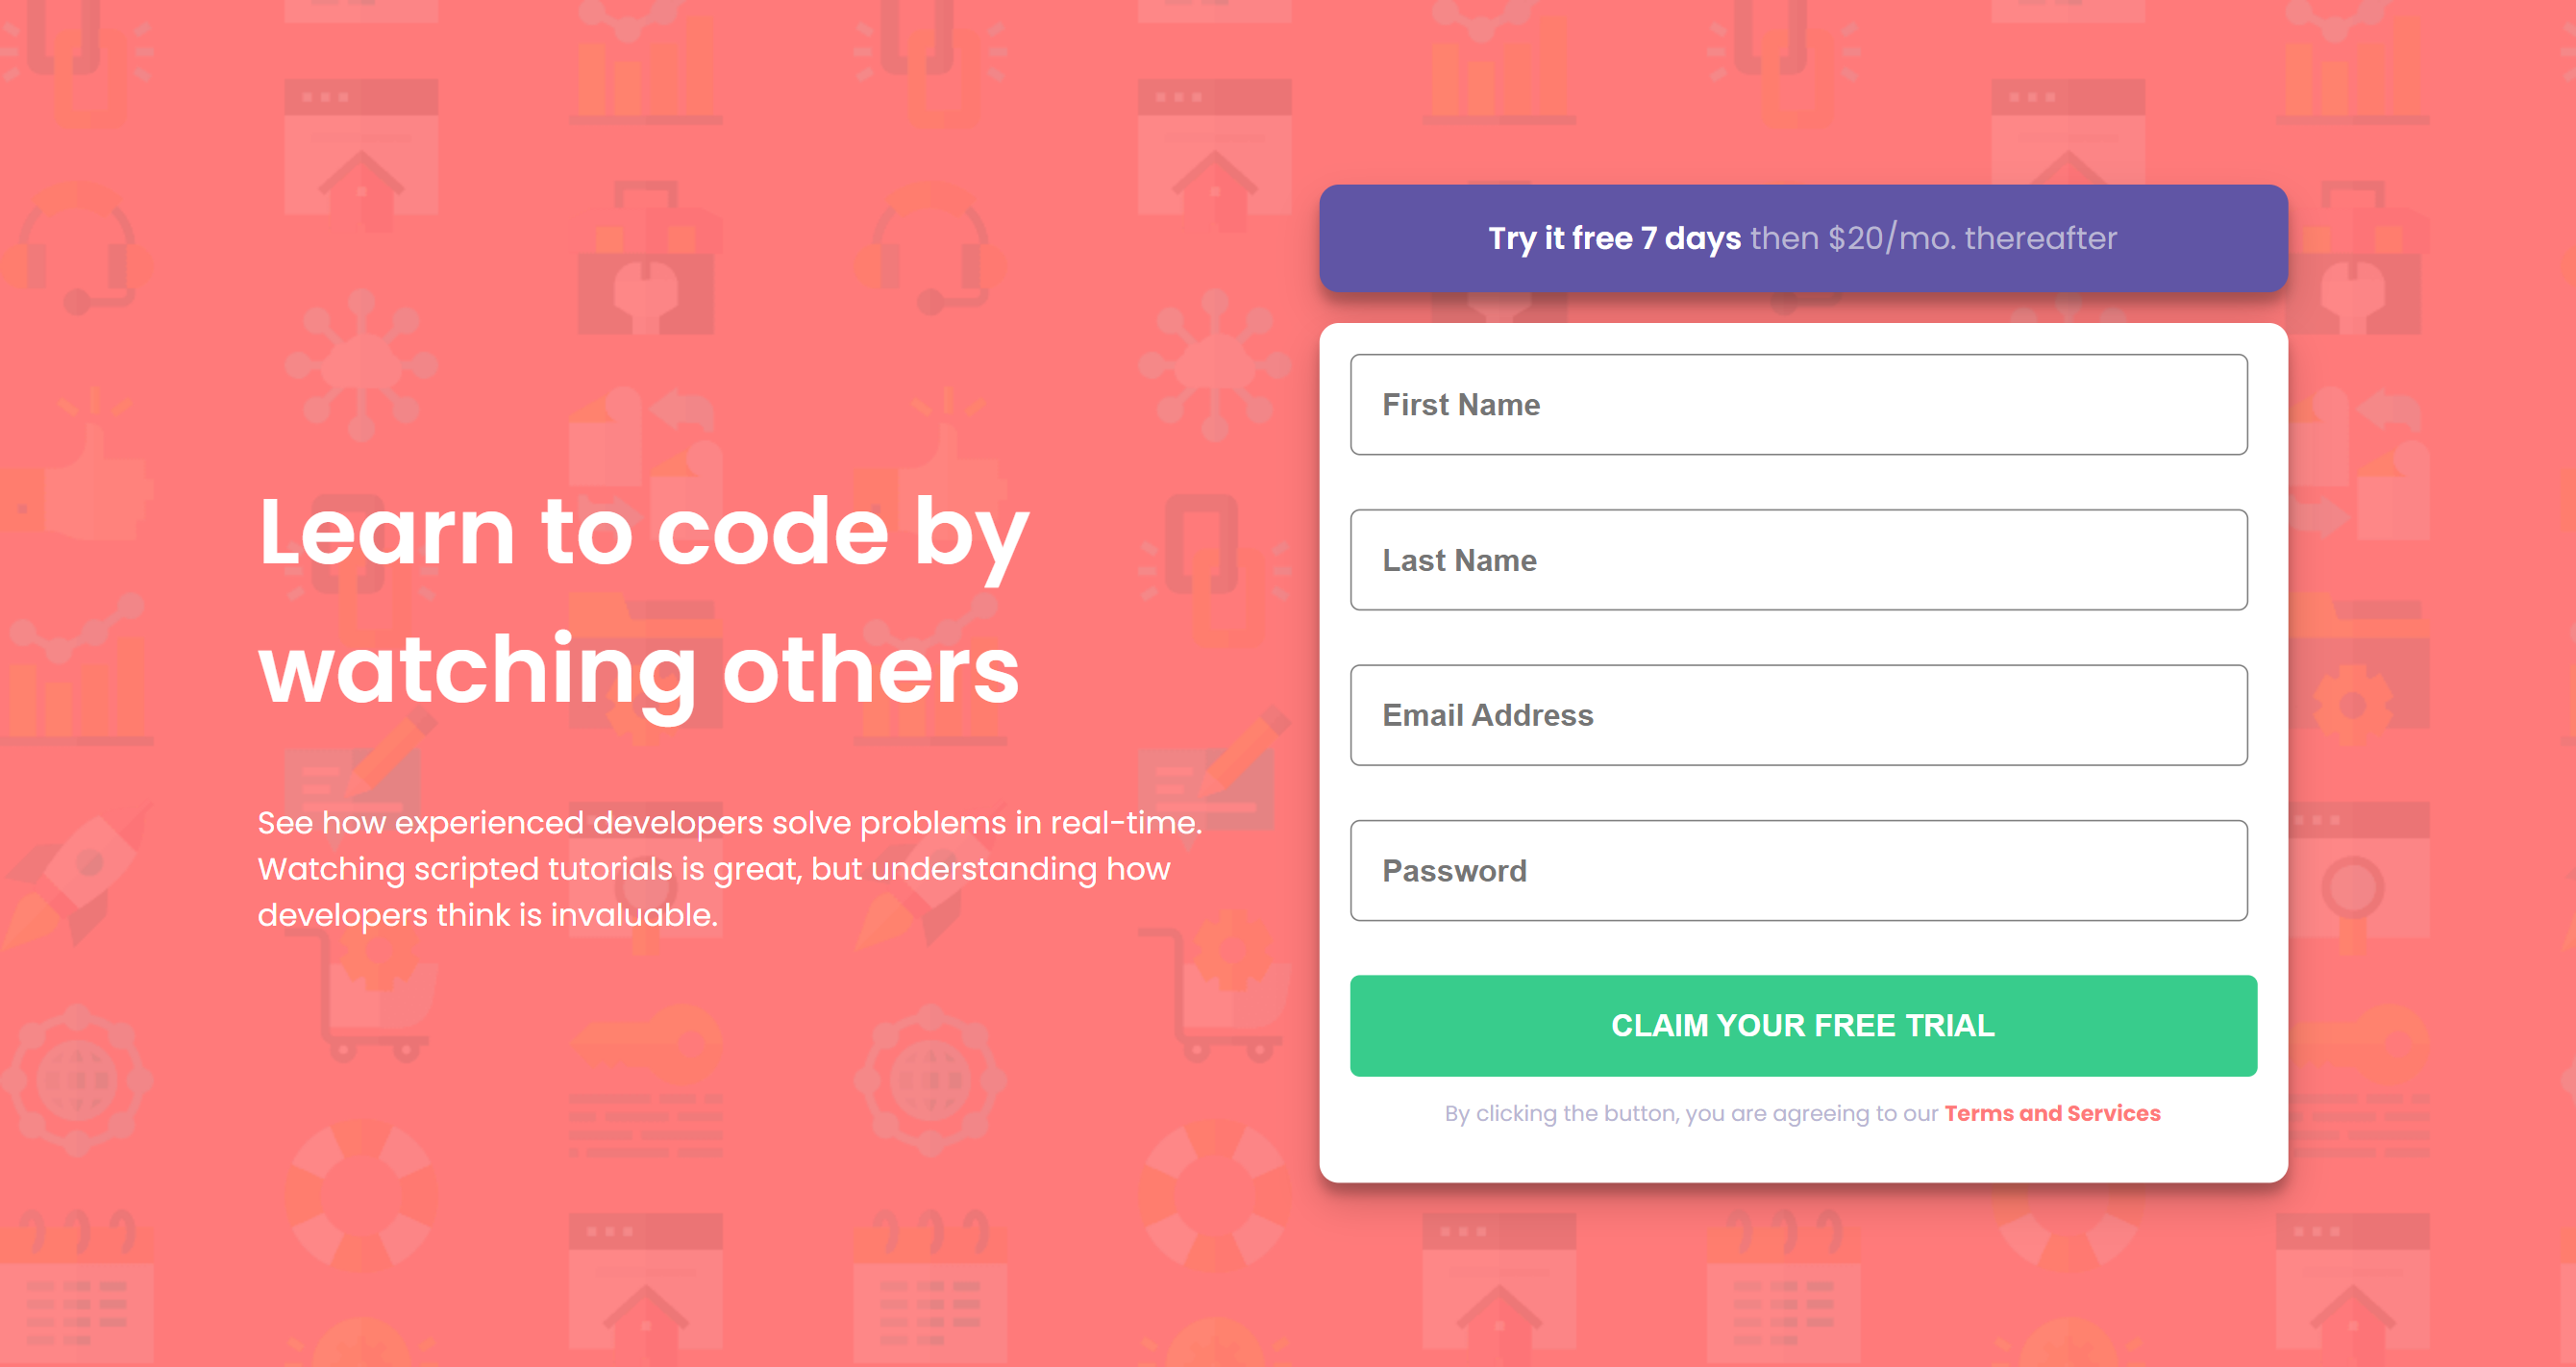 Learn to code by
watching others
See how experienced developers solve problems in real-time.
Watching scripted tutorials is great, but understanding how
developers think is invaluable.
Try it free 7 days then $20/mo. thereafter
First Name
Last Name
Email Address
Password
CLAIM YOUR FREE TRIAL
By clicking the button, you are agreeing to our Terms and Services